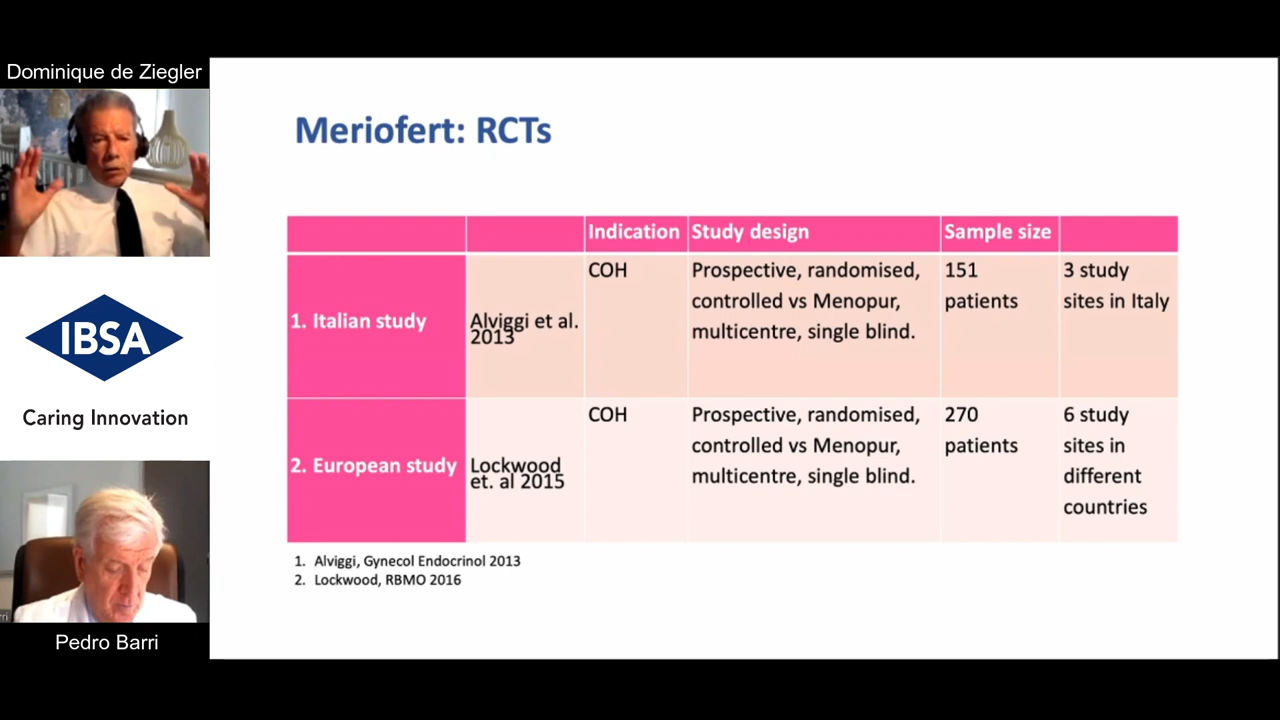 Dominique de Ziegler
IBSA
Caring Innovation
Pedro Barri
Meriofert: RCTs
Indication Study design Sample size
1. Italian study
Alviggi et al.
2013
COH
Prospective, randomised,
controlled vs Menopur,
multicentre, single blind.
151
patients
3 study
sites in Italy
2. European study
Lockwood
et. al 2015
COH
Prospective, randomised,
controlled vs Menopur,
multicentre, single blind.
270
patients
6 study
sites in
different
countries
1. Alviggi, Gynecol Endocrinol 2013
2. Lockwood, RBMO 2016